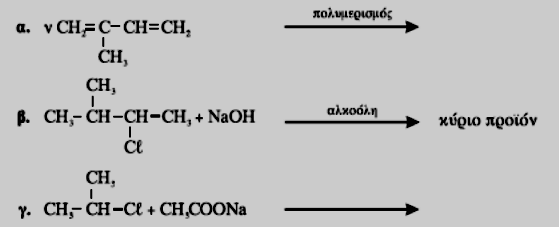 πολυμερισμός
α. ν CH₂=C–CH=CH₂
CH₃
CH₃
β. CH₃–CH–CH–CH₃ + NaOH αλκοόλη κύριο προϊόν
Cℓ
CH₃
γ. CH₃–CH–Cℓ + CH₃COONa